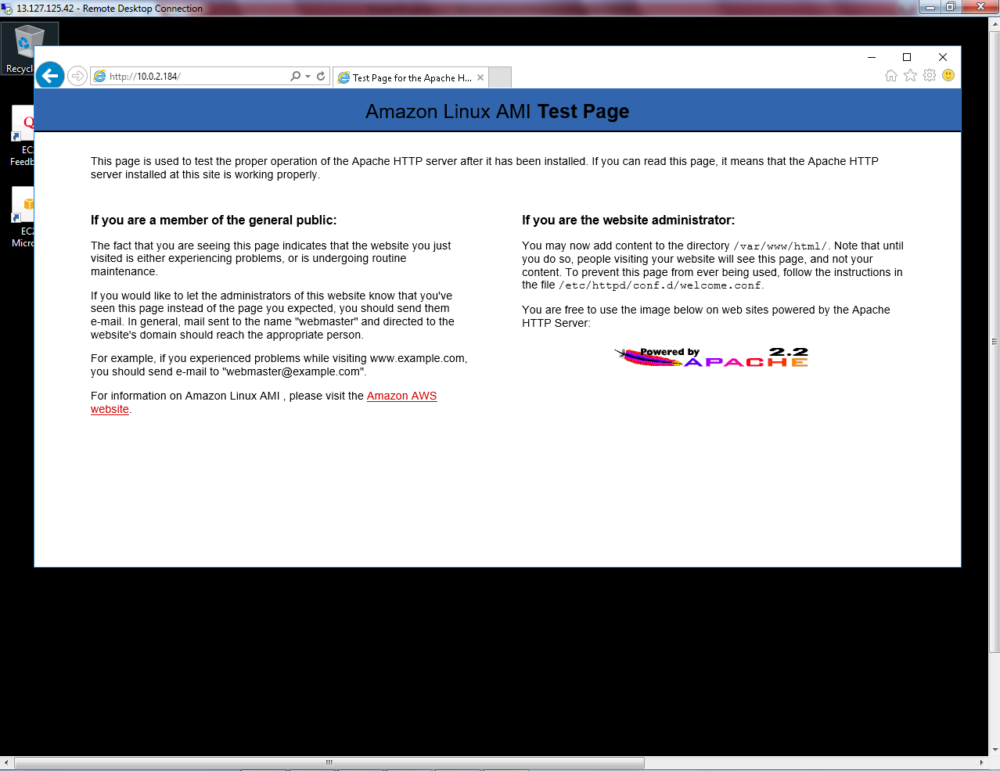 13.127.125.42 - Remote Desktop Connection
Recycl
http://10.0.2.184/
Test Page for the Apache H...
Amazon Linux AMI Test Page
EC
Feedb
EC2
Micro
This page is used to test the proper operation of the Apache HTTP server after it has been installed. If you can read this page, it means that the Apache HTTP
server installed at this site is working properly.
If you are a member of the general public:
The fact that you are seeing this page indicates that the website you just
visited is either experiencing problems, or is undergoing routine
maintenance.
If you would like to let the administrators of this website know that you've
seen this page instead of the page you expected, you should send them
e-mail. In general, mail sent to the name "webmaster" and directed to the
website's domain should reach the appropriate person.
For example, if you experienced problems while visiting www.example.com,
you should send e-mail to "webmaster@example.com".
For information on Amazon Linux AMI , please visit the Amazon AWS
website.
If you are the website administrator:
You may now add content to the directory /var/www/html/. Note that until
you do so, people visiting your website will see this page, and not your
content. To prevent this page from ever being used, follow the instructions in
the file /etc/httpd/conf.d/welcome.conf.
You are free to use the image below on web sites powered by the Apache
HTTP Server:
Powered by 2.2
APACHE